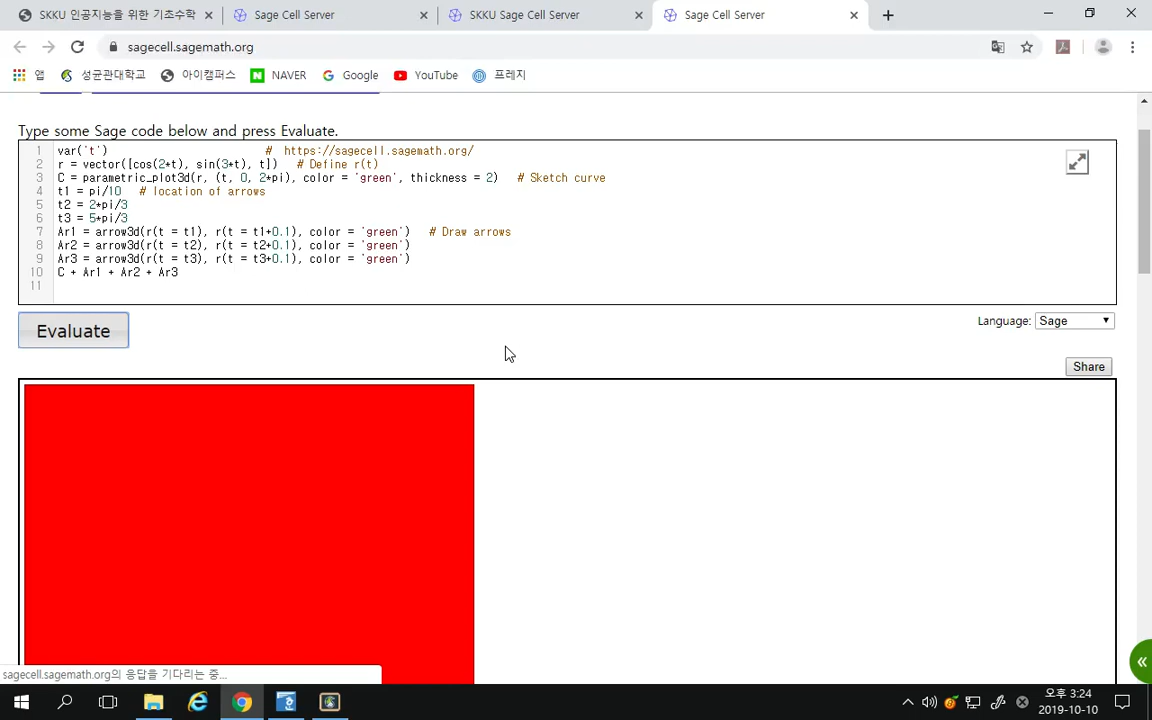 SKKU 인공지능을 위한 기초수학
Sage Cell Server
SKKU Sage Cell Server
Sage Cell Server
sagecell.sagemath.org
앱
성균관대학교
아이캠퍼스
NAVER
Google
YouTube
프레지
Type some Sage code below and press Evaluate.
1 var('t') # https://sagecell.sagemath.org/
2 r = vector([cos(2*t), sin(3*t), t]) # Define r(t)
3 C = parametric_plot3d(r, (t, 0, 2*pi), color = 'green', thickness = 2) # Sketch curve
4 t1 = pi/10 # location of arrows
5 t2 = 2*pi/3
6 t3 = 5*pi/3
7 Ar1 = arrow3d(r(t = t1), r(t = t1+0.1), color = 'green') # Draw arrows
8 Ar2 = arrow3d(r(t = t2), r(t = t2+0.1), color = 'green')
9 Ar3 = arrow3d(r(t = t3), r(t = t3+0.1), color = 'green')
10 C + Ar1 + Ar2 + Ar3
11
Evaluate
Language: Sage
Share
sagecell.sagemath.org의 응답을 기다리는 중...
오후 3:24
2019-10-10